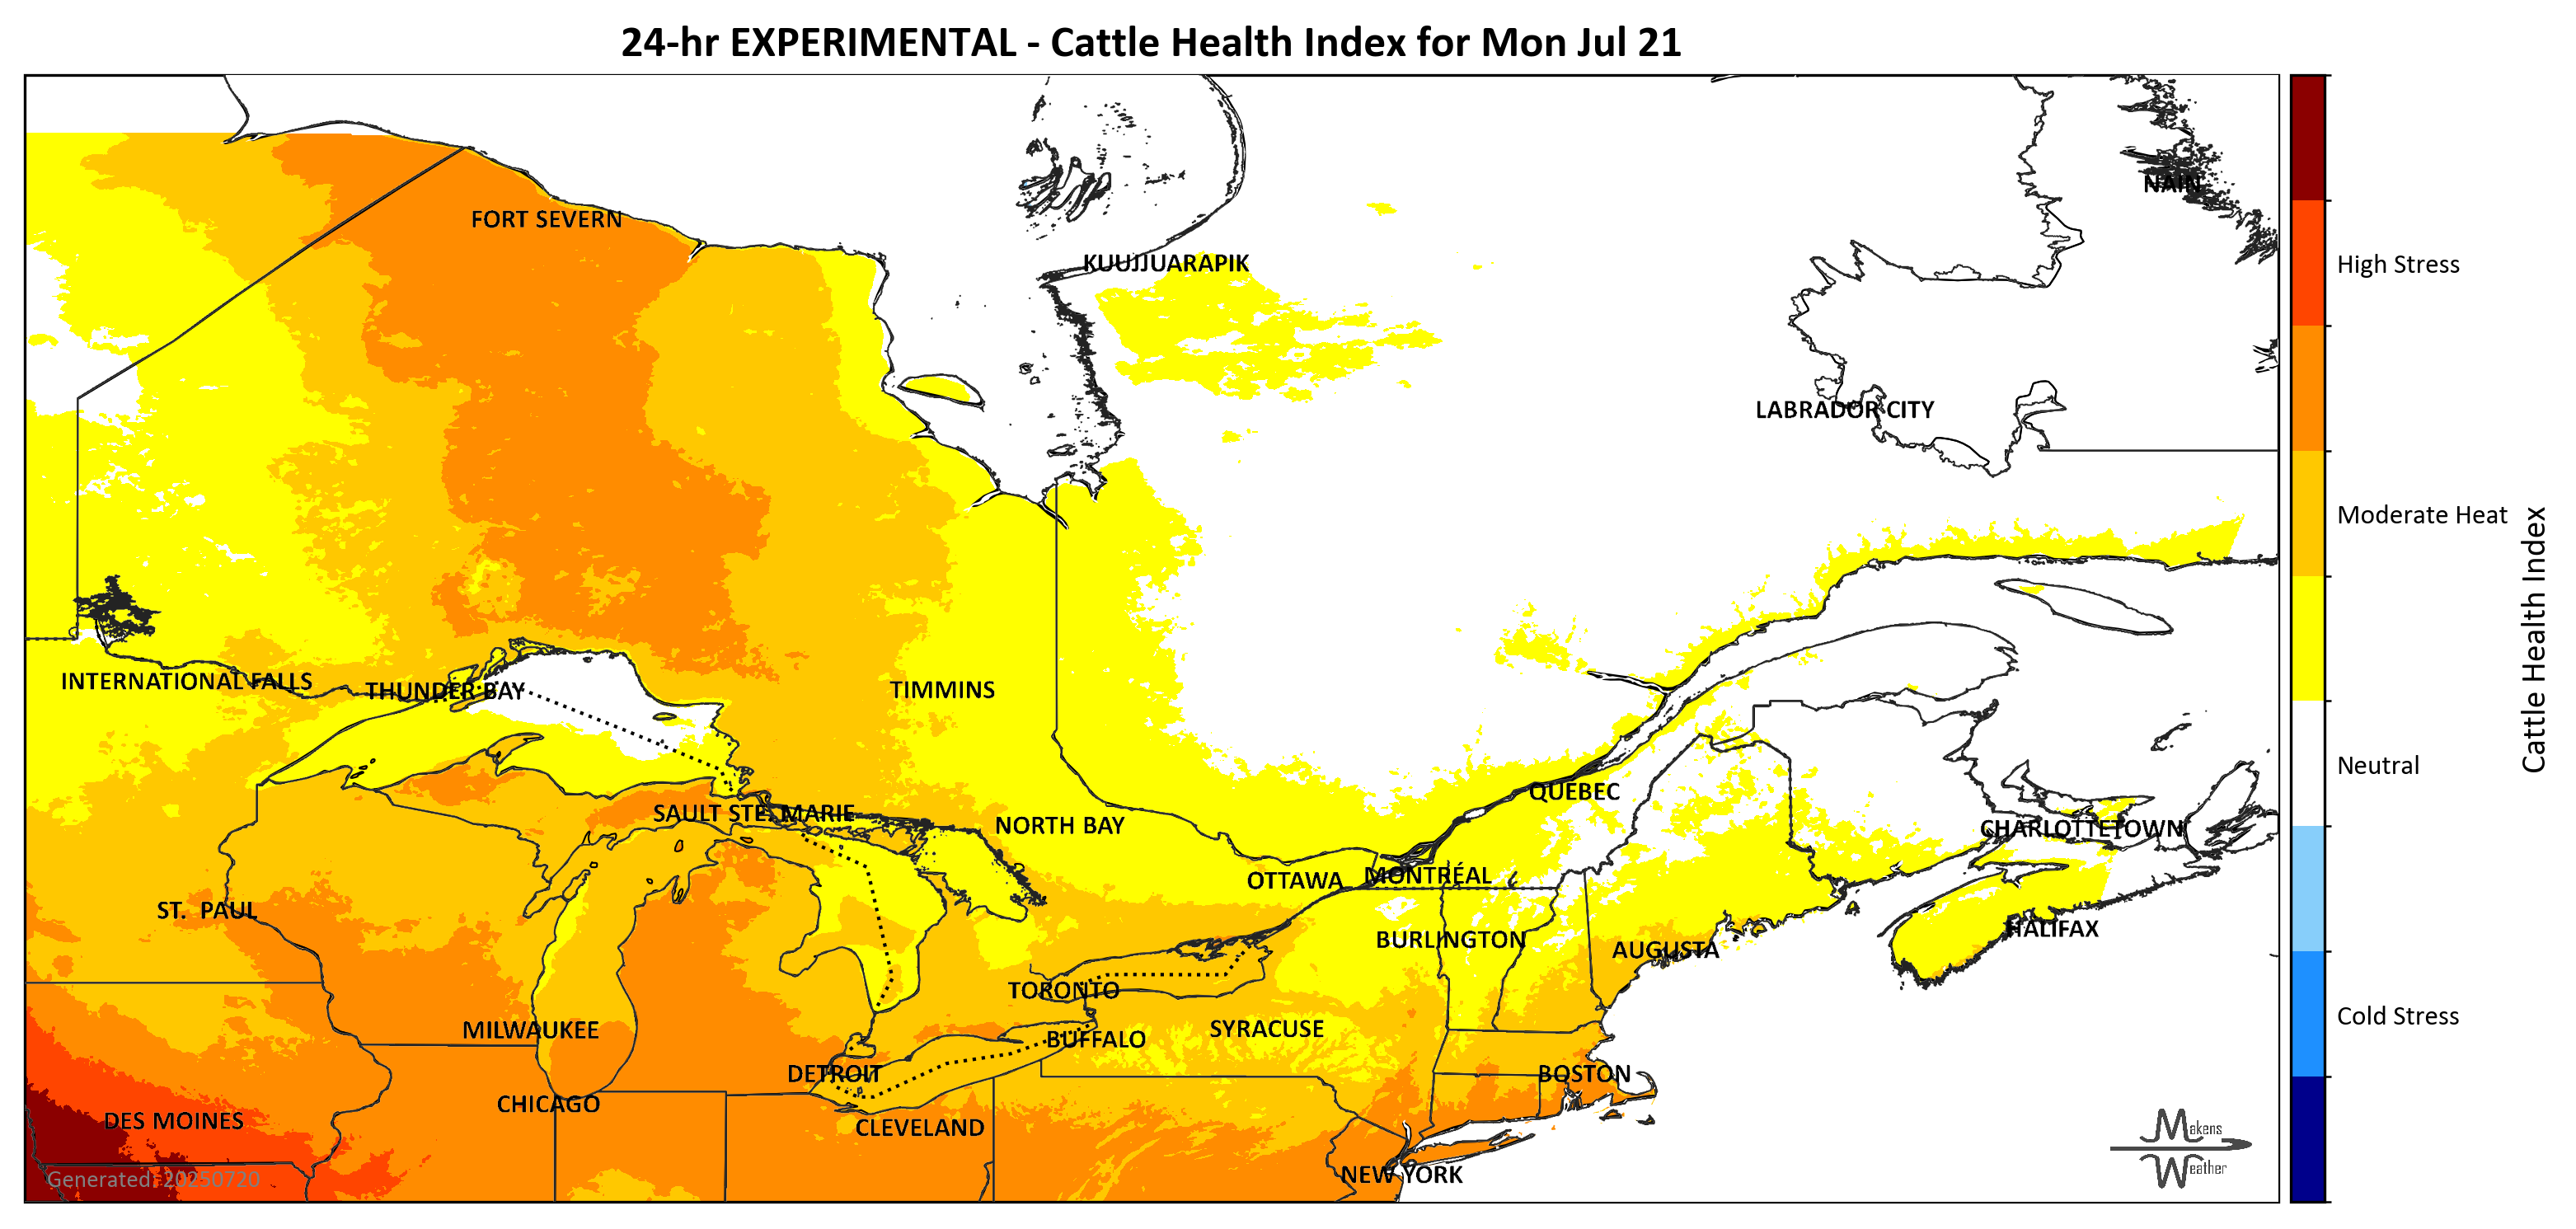 24-hr EXPERIMENTAL - Cattle Health Index for Mon Jul 21
NAIN
FORT SEVERN
KUUJJUARAPIK
High Stress
LABRADOR CITY
Moderate Heat
Cattle Health Index
INTERNATIONAL FALLS
THUNDER BAY
TIMMINS
Neutral
QUEBEC
SAULT STE. MARIE
NORTH BAY
CHARLOTTETOWN
OTTAWA
MONTRÉAL
ST. PAUL
HALIFAX
BURLINGTON
AUGUSTA
TORONTO
Cold Stress
MILWAUKEE
SYRACUSE
BUFFALO
DETROIT
BOSTON
CHICAGO
DES MOINES
CLEVELAND
Makens
Weather
NEW YORK
Generated: 20250720